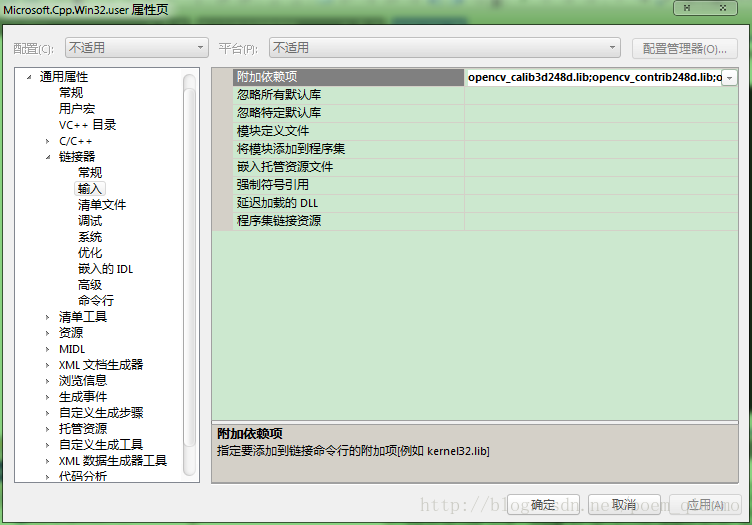 Microsoft.Cpp.Win32.user 属性页
配置(C): 不适用 平台(P): 不适用 配置管理器(O)...
通用属性
常规
用户宏
VC++ 目录
C/C++
链接器
常规
输入
清单文件
调试
系统
优化
嵌入的 IDL
高级
命令行
清单工具
资源
MIDL
XML 文档生成器
浏览信息
生成事件
自定义生成步骤
托管资源
自定义生成工具
XML 数据生成器工具
代码分析
附加依赖项 opencv_calib3d248d.lib;opencv_contrib248d.lib;o
忽略所有默认库
忽略特定默认库
模块定义文件
将模块添加到程序集
嵌入托管资源文件
强制符号引用
延迟加载的 DLL
程序集链接资源
附加依赖项
指定要添加到链接命令行的附加项[例如 kernel32.lib]
确定 取消 应用(A)